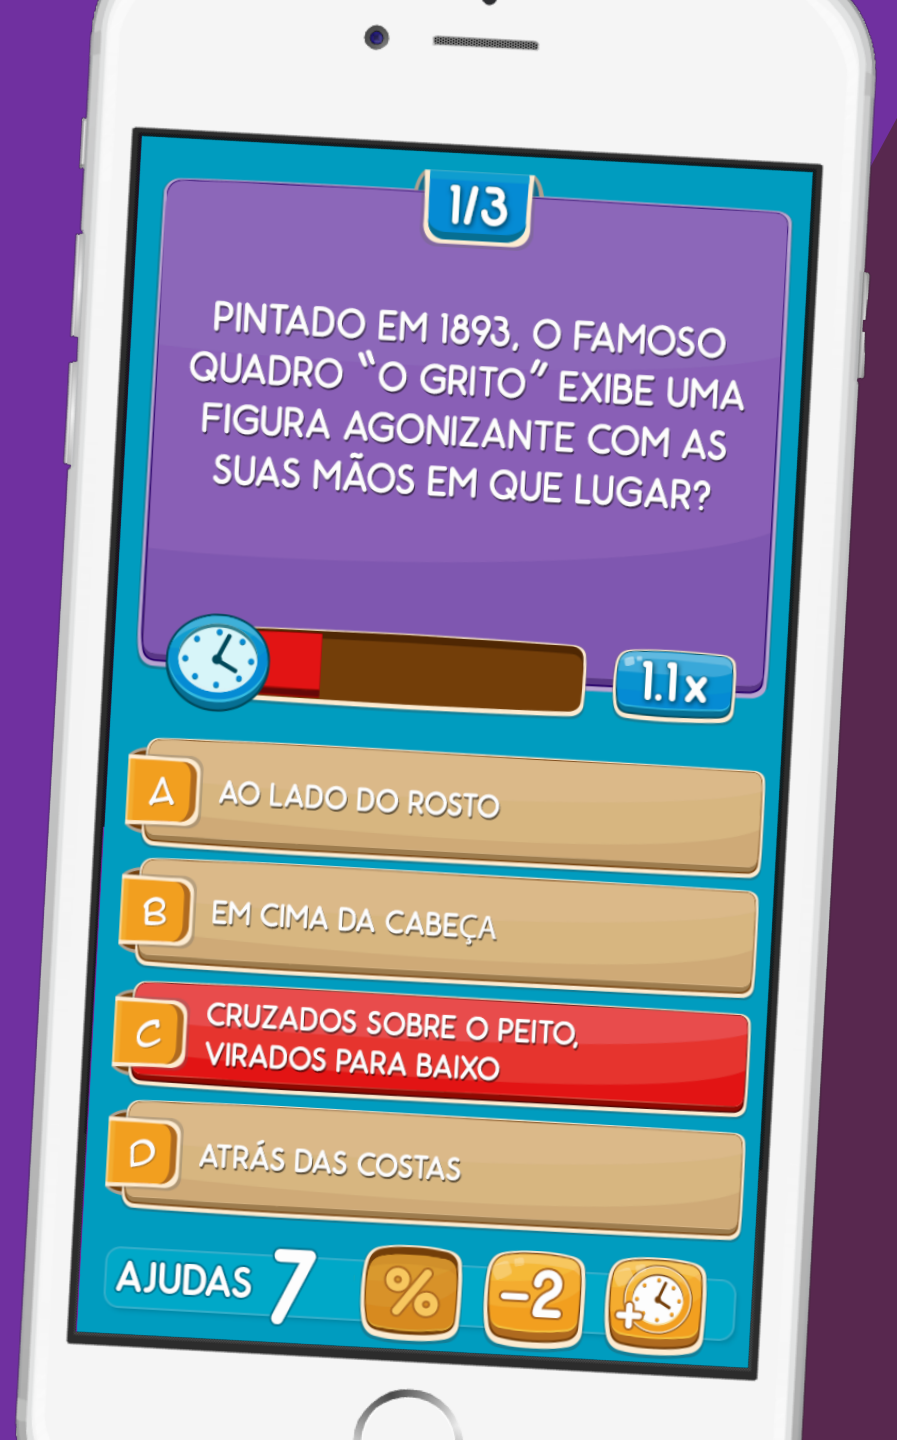 1/3
PINTADO EM 1893, O FAMOSO
QUADRO "O GRITO" EXIBE UMA
FIGURA AGONIZANTE COM AS
SUAS MÃOS EM QUE LUGAR?
1.1x
A AO LADO DO ROSTO
B EM CIMA DA CABEÇA
C CRUZADOS SOBRE O PEITO,
VIRADOS PARA BAIXO
D ATRÁS DAS COSTAS
AJUDAS 7 % -2 +